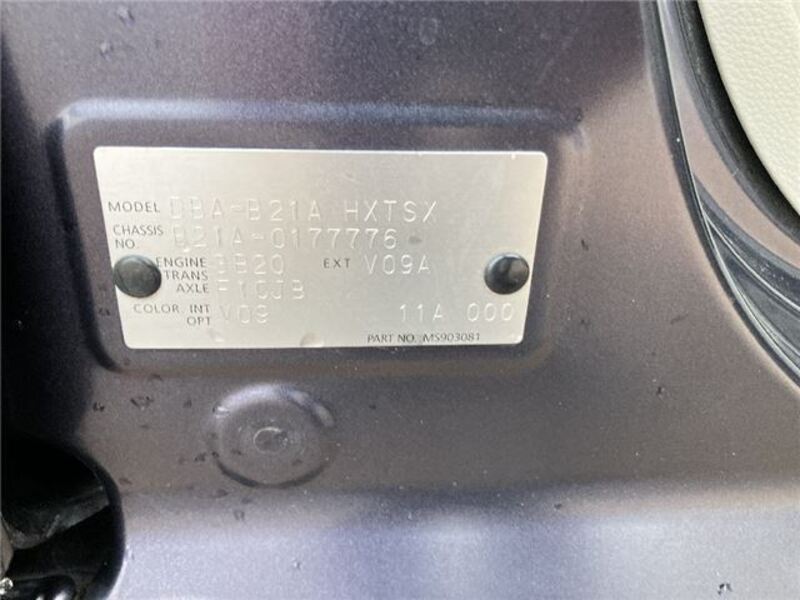 MODEL DBA-B21A HXTSX
CHASSIS NO. B21A-0177776
ENGINE 3B20 EXT V09A
TRANS AXLE F1CJB
COLOR, INT OPT V09 11A 000
PART NO. MS903081